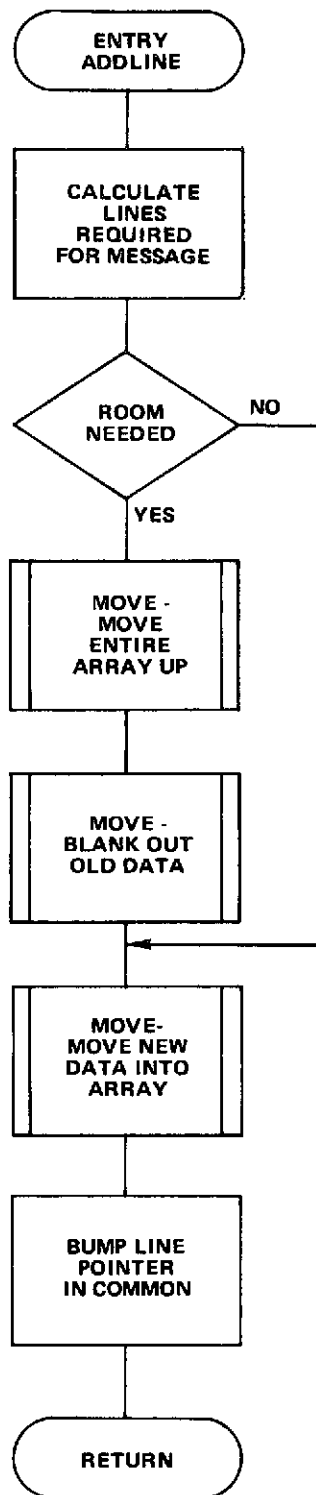 ENTRY
ADDLINE
CALCULATE
LINES
REQUIRED
FOR MESSAGE
ROOM
NEEDED
NO
YES
MOVE -
MOVE
ENTIRE
ARRAY UP
MOVE -
BLANK OUT
OLD DATA
MOVE-
MOVE NEW
DATA INTO
ARRAY
BUMP LINE
POINTER
IN COMMON
RETURN